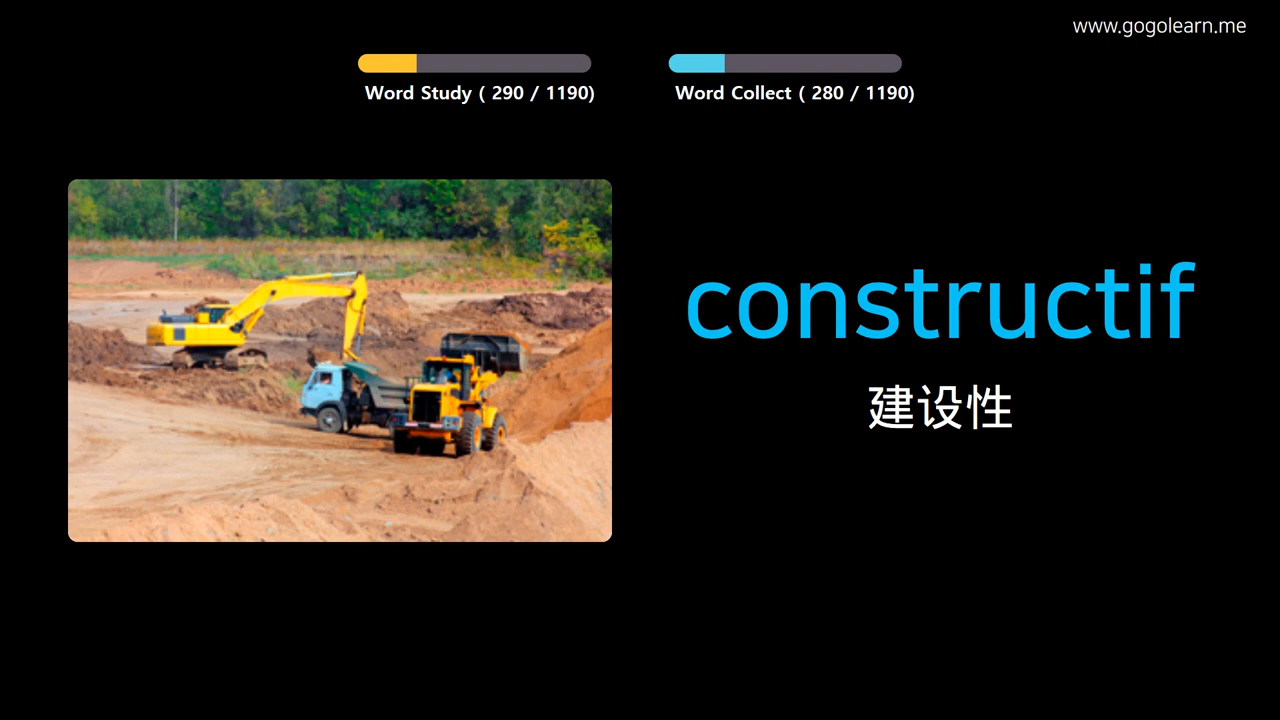 www.gogolearn.me
Word Study ( 290 / 1190)
Word Collect ( 280 / 1190)
constructif
建设性